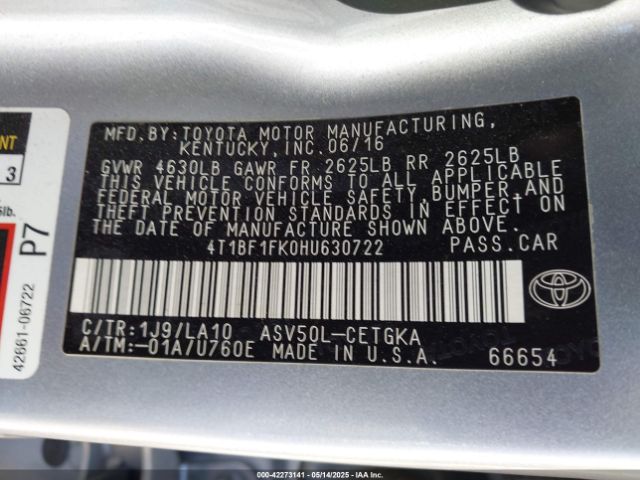 MFD. BY: TOYOTA MOTOR MANUFACTURING,
KENTUCKY, INC. 06/16
GVWR 4630LB GAWR FR 2625LB RR 2625LB
THIS VEHICLE CONFORMS TO ALL APPLICABLE
FEDERAL MOTOR VEHICLE SAFETY, BUMPER, AND
THEFT PREVENTION STANDARDS IN EFFECT ON
THE DATE OF MANUFACTURE SHOWN ABOVE.
4T1BF1FK0HU630722 PASS. CAR
C/TR: 1J9/LA10 ASV50L-CETGKA
A/TM: -01A/U760E MADE IN U.S.A. 66654
3
P7
42661-06722
COPART - 42273141 - 05/14/2025 - IAA Inc.